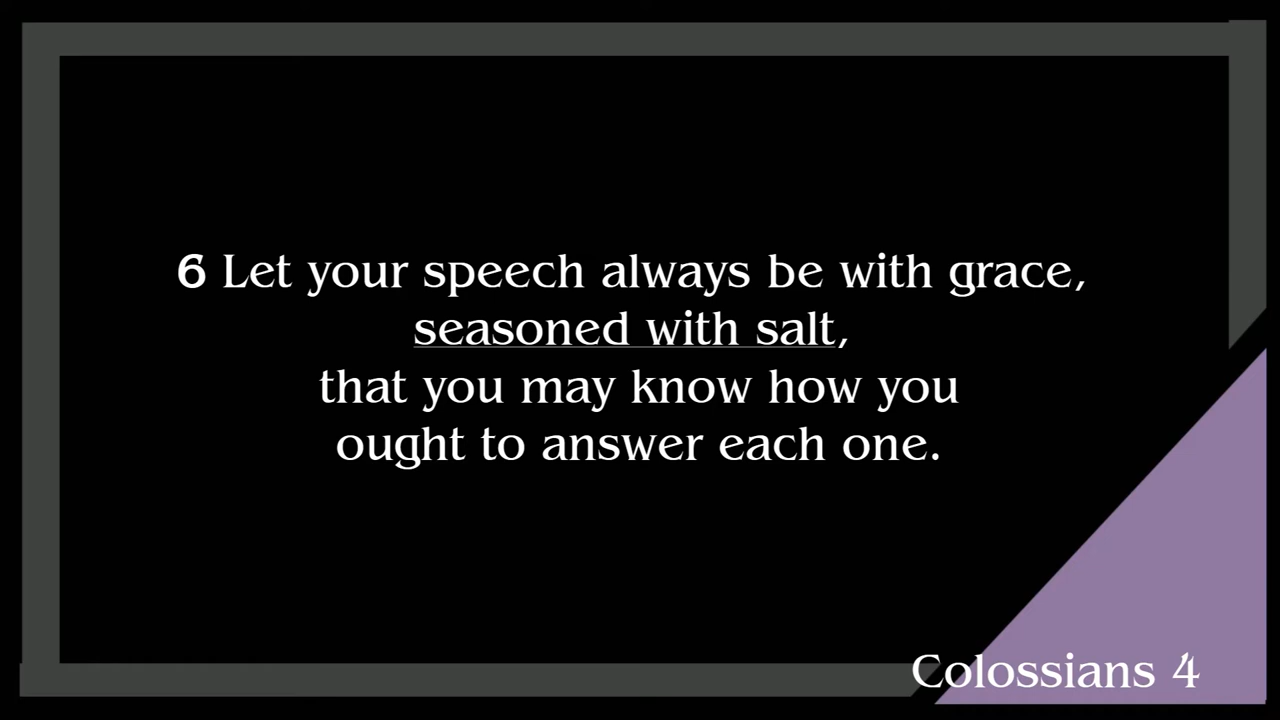 6 Let your speech always be with grace,
seasoned with salt,
that you may know how you
ought to answer each one.
Colossians 4